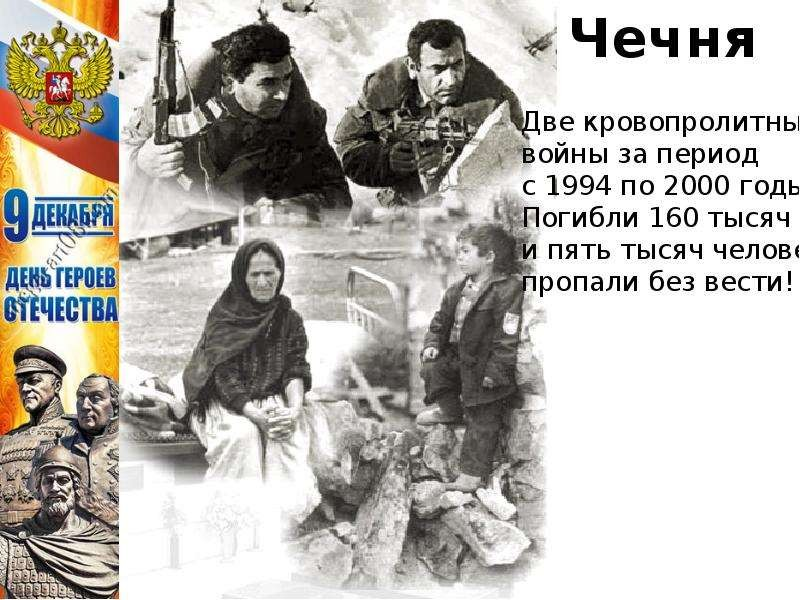 Чечня
Две кровопролитны
войны за период
с 1994 по 2000 годы
Погибли 160 тысяч
и пять тысяч челове
пропали без вести!
9 ДЕКАБРЯ
ДЕНЬ ГЕРОЕВ
ОТЕЧЕСТВА